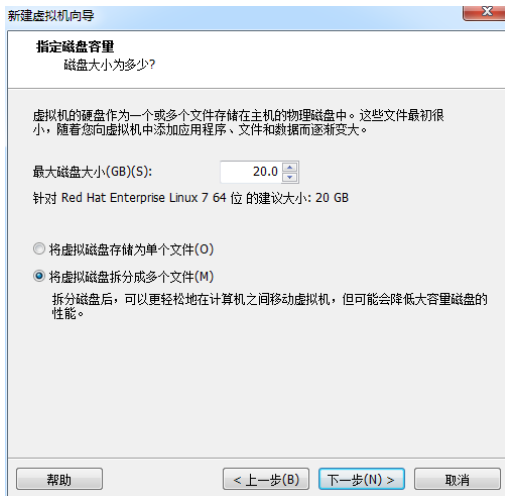 新建虚拟机向导
指定磁盘容量
磁盘大小为多少?
虚拟机的硬盘作为一个或多个文件存储在主机的物理磁盘中。这些文件最初很
小，随着您向虚拟机中添加应用程序、文件和数据而逐渐变大。
最大磁盘大小(GB)(S): 20.0
针对 Red Hat Enterprise Linux 7 64 位 的建议大小: 20 GB
将虚拟磁盘存储为单个文件(O)
将虚拟磁盘拆分成多个文件(M)
拆分磁盘后，可以更轻松地在计算机之间移动虚拟机，但可能会降低大容量磁盘的
性能。
帮助 < 上一步(B) 下一步(N) > 取消